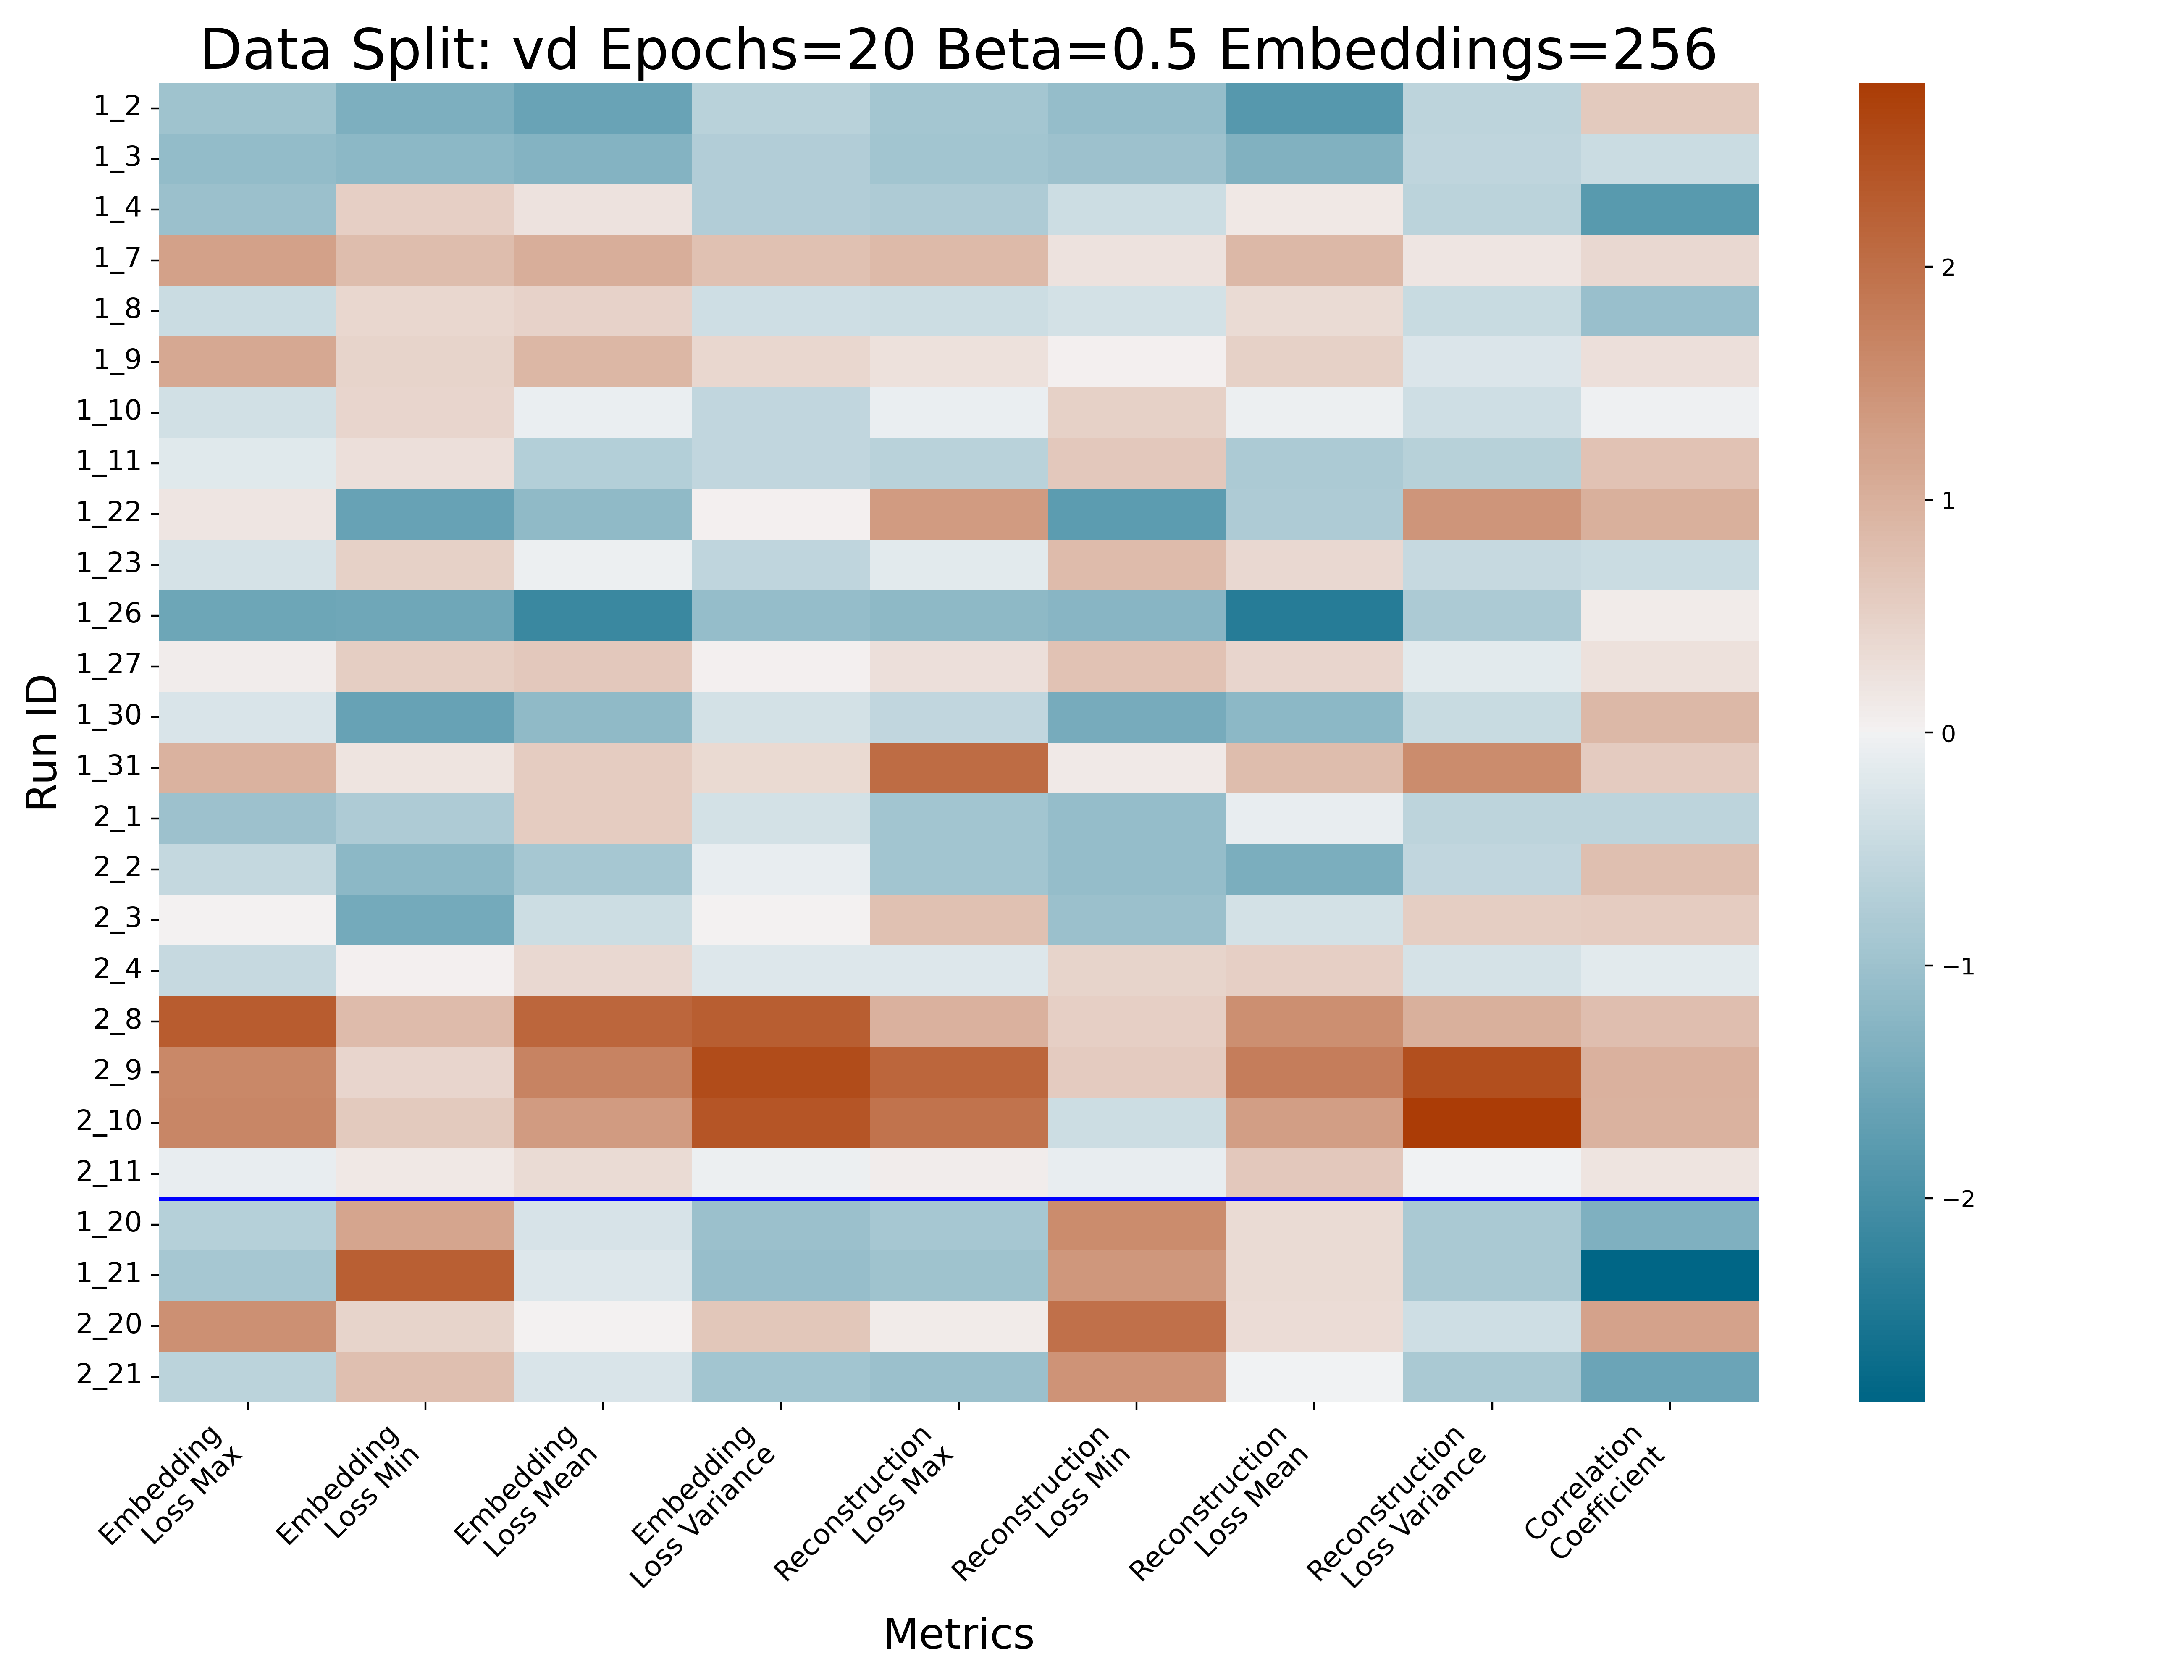 Data Split: vd Epochs=20 Beta=0.5 Embeddings=256
Run ID
1_2
1_3
1_4
1_7
1_8
1_9
1_10
1_11
1_22
1_23
1_26
1_27
1_30
1_31
2_1
2_2
2_3
2_4
2_8
2_9
2_10
2_11
1_20
1_21
2_20
2_21
Embedding
Loss Max
Embedding
Loss Min
Embedding
Loss Mean
Embedding
Loss Variance
Reconstruction
Loss Max
Reconstruction
Loss Min
Reconstruction
Loss Mean
Reconstruction
Loss Variance
Correlation
Coefficient
Metrics
2
1
0
−1
−2